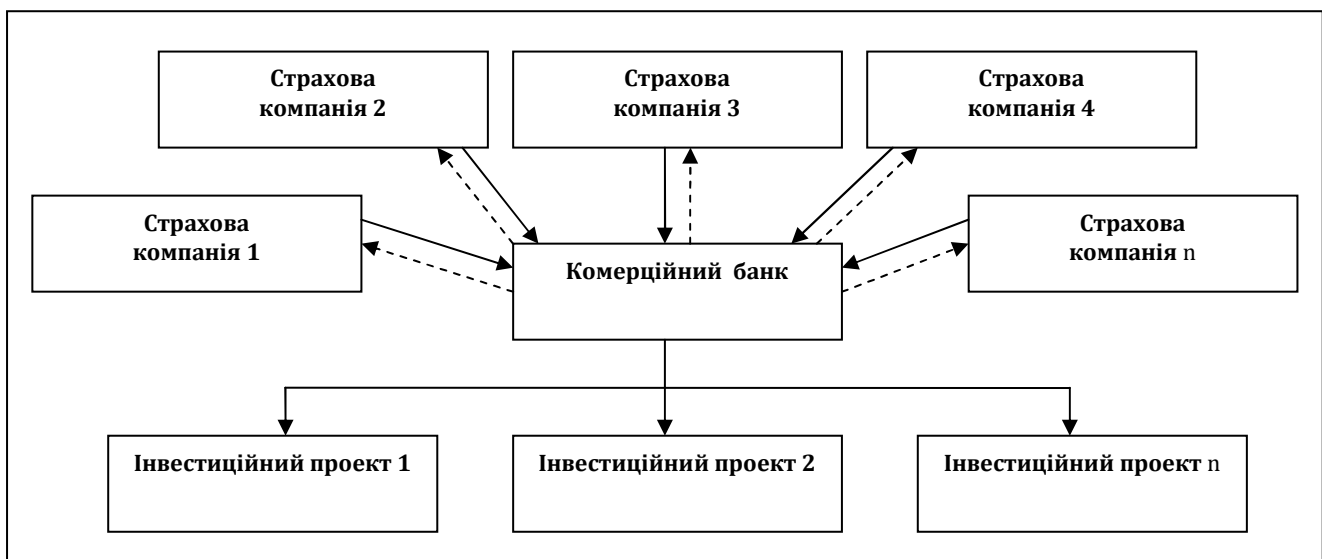 Страхова
компанія 2
Страхова
компанія 3
Страхова
компанія 4
Страхова
компанія 1
Страхова
компанія n
Комерційний банк
Інвестиційний проект 1
Інвестиційний проект 2
Інвестиційний проект n